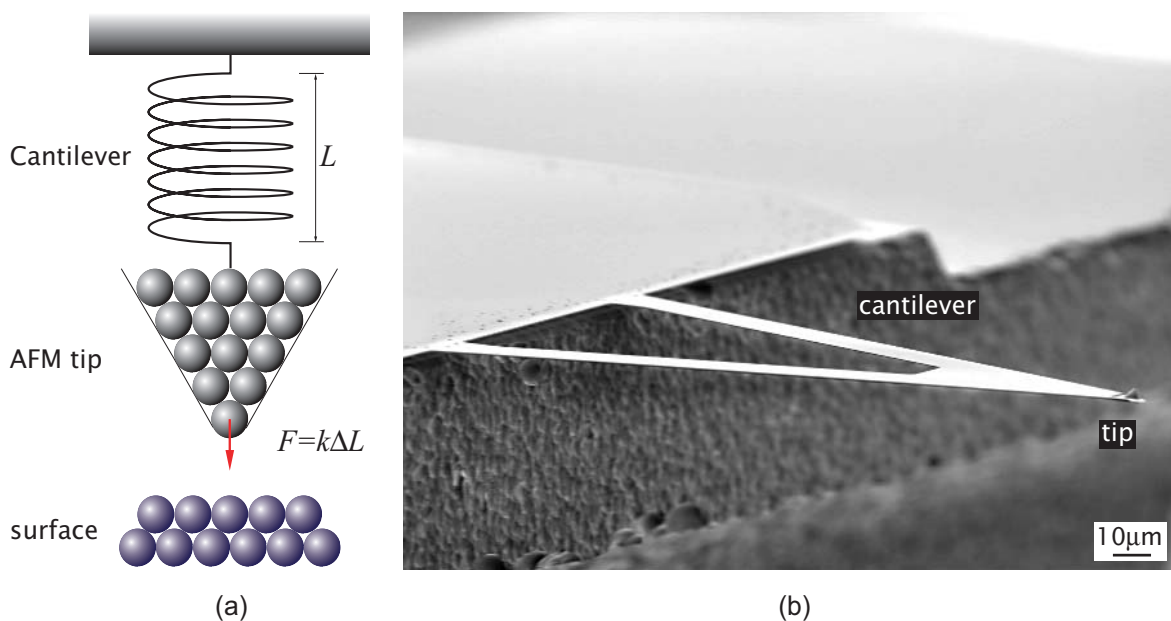 Cantilever
L
AFM tip
F=kΔL
surface
(a)
cantilever
tip
10μm
(b)